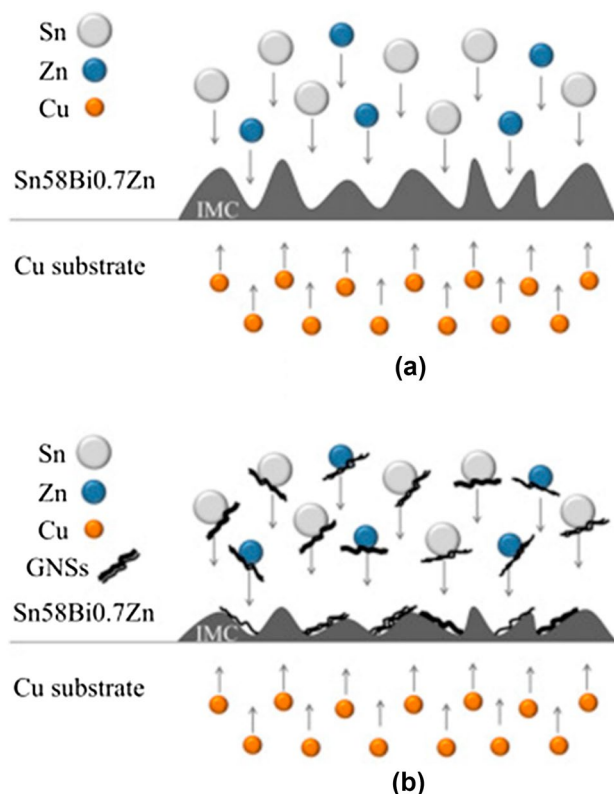 Sn
Zn
Cu
Sn58Bi0.7Zn
IMC
Cu substrate
(a)
Sn
Zn
Cu
GNSs
Sn58Bi0.7Zn
IMC
Cu substrate
(b)